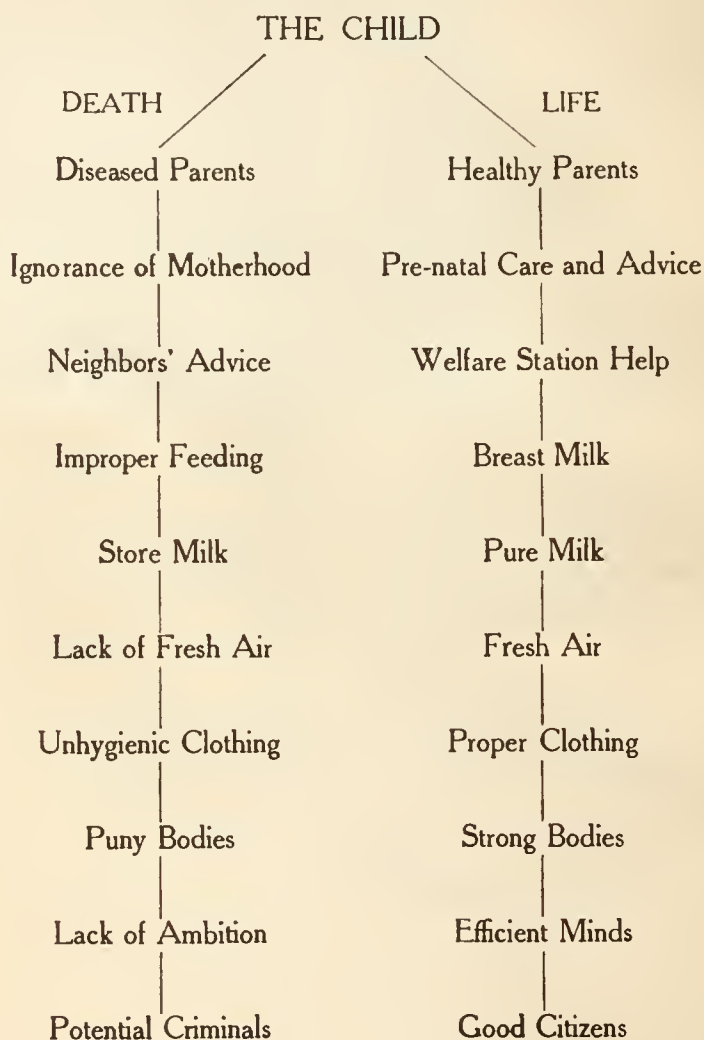 THE CHILD
DEATH
LIFE
Diseased Parents
Healthy Parents
Ignorance of Motherhood
Pre-natal Care and Advice
Neighbors' Advice
Welfare Station Help
Improper Feeding
Breast Milk
Store Milk
Pure Milk
Lack of Fresh Air
Fresh Air
Unhygienic Clothing
Proper Clothing
Puny Bodies
Strong Bodies
Lack of Ambition
Efficient Minds
Potential Criminals
Good Citizens